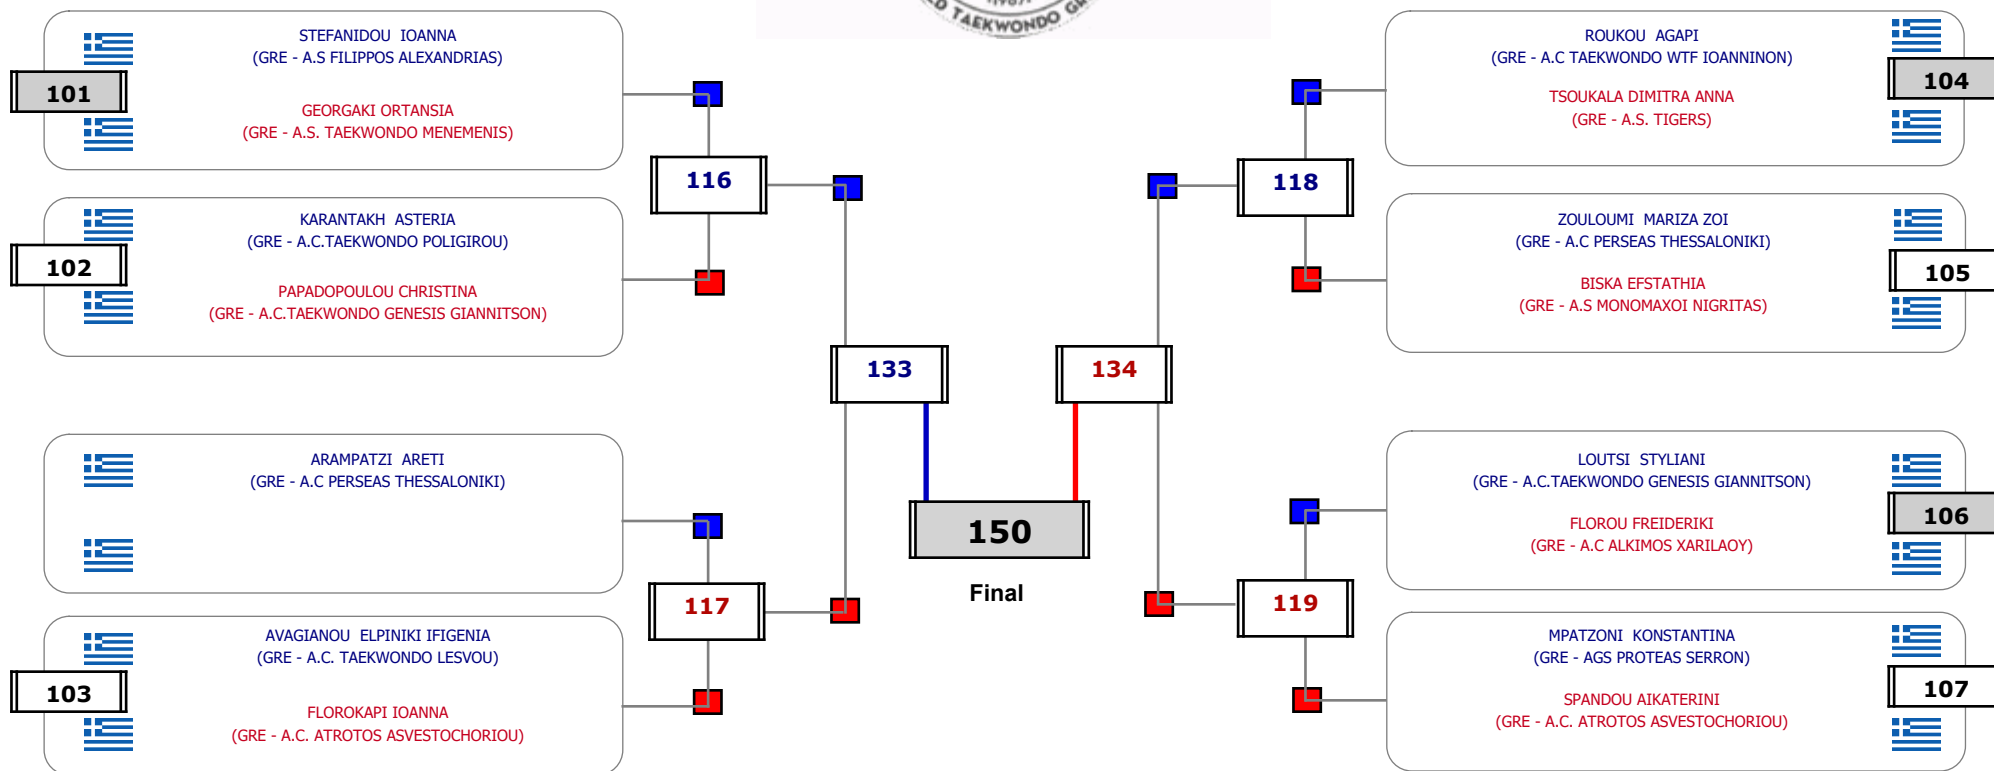 TAEKWONDO
STEFANIDOU IOANNA
(GRE - A.S FILIPPOS ALEXANDRIAS)
101
GEORGAKI ORTANSIA
(GRE - A.S. TAEKWONDO MENEMENIS)
116
KARANTAKH ASTERIA
(GRE - A.C.TAEKWONDO POLIGIROU)
102
PAPADOPOULOU CHRISTINA
(GRE - A.C.TAEKWONDO GENESIS GIANNITSON)
133
ARAMPATZI ARETI
(GRE - A.C PERSEAS THESSALONIKI)
117
AVAGIANOU ELPINIKI IFIGENIA
(GRE - A.C. TAEKWONDO LESVOU)
103
FLOROKAPI IOANNA
(GRE - A.C. ATROTOS ASVESTOCHORIOU)
150
Final
ROUKOU AGAPI
(GRE - A.C TAEKWONDO WTF IOANNINON)
104
TSOUKALA DIMITRA ANNA
(GRE - A.S. TIGERS)
118
ZOULOUMI MARIZA ZOI
(GRE - A.C PERSEAS THESSALONIKI)
105
BISKA EFSTATHIA
(GRE - A.S MONOMAXOI NIGRITAS)
134
LOUTSI STYLIANI
(GRE - A.C.TAEKWONDO GENESIS GIANNITSON)
106
FLOROU FREIDERIKI
(GRE - A.C ALKIMOS XARILAOY)
119
MPATZONI KONSTANTINA
(GRE - AGS PROTEAS SERRON)
107
SPANDOU AIKATERINI
(GRE - A.C. ATROTOS ASVESTOCHORIOU)